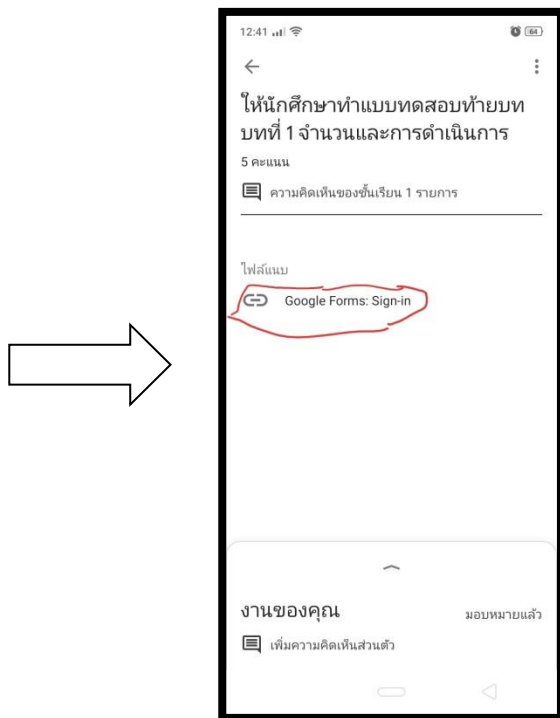 12:41
64
ให้นักศึกษาทำแบบทดสอบท้ายบท
บทที่ 1 จำนวนและการดำเนินการ
5 คะแนน
ความคิดเห็นของชั้นเรียน 1 รายการ
ไฟล์แนบ
Google Forms: Sign-in
งานของคุณ
มอบหมายแล้ว
เพิ่มความคิดเห็นส่วนตัว